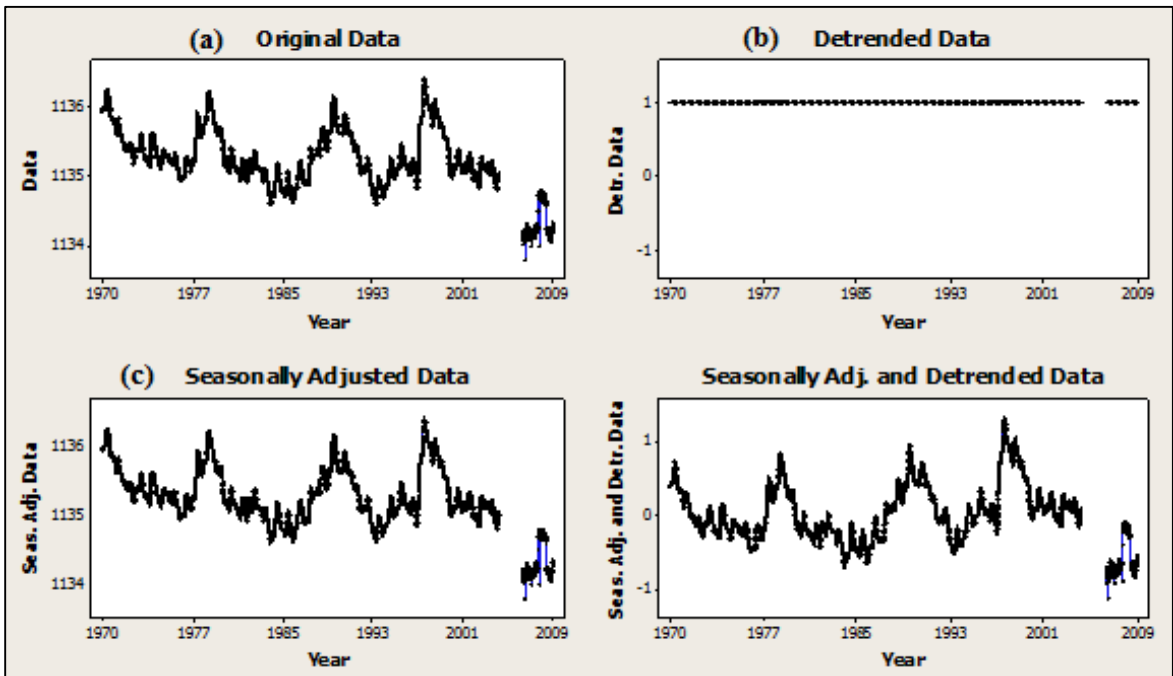 (a) Original Data
Data
1136
1135
1134
1970 1977 1985 1993 2001 2009
Year
(b) Detrended Data
Detr. Data
1
0
-1
1970 1977 1985 1993 2001 2009
Year
(c) Seasonally Adjusted Data
Seas. Adj. Data
1136
1135
1134
1970 1977 1985 1993 2001 2009
Year
Seasonally Adj. and Detrended Data
Seas. Adj. and Detr. Data
1
0
-1
1970 1977 1985 1993 2001 2009
Year